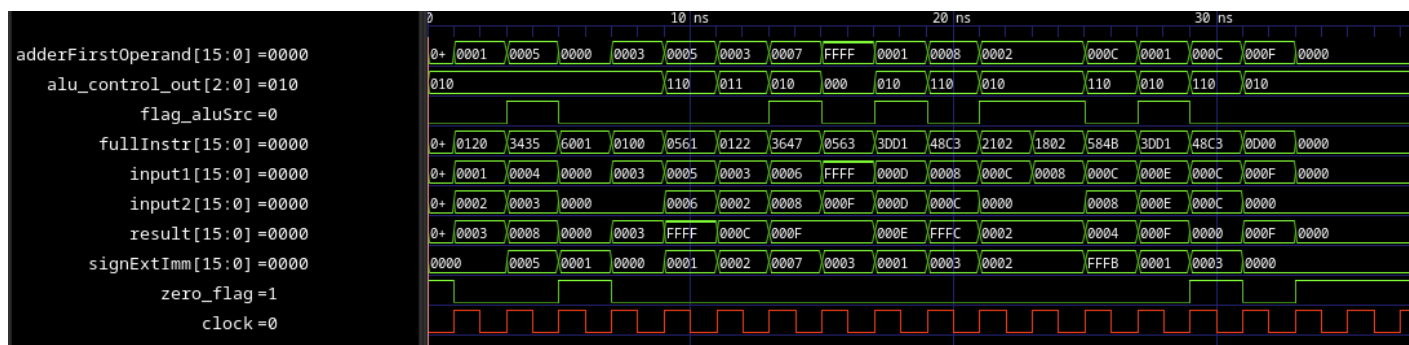 0 10 ns 20 ns 30 ns
adderFirstOperand[15:0] =0000 0+ 0001 0005 0000 0003 0005 0003 0007 FFFF 0001 0008 0002 000C 0001 000C 000F 0000
alu_control_out[2:0] =010 010 110 011 010 000 010 110 010 110 010 110 010
flag_aluSrc =0
fullInstr[15:0] =0000 0+ 0120 3435 6001 0100 0561 0122 3647 0563 3DD1 48C3 2102 1802 584B 3DD1 48C3 0D00 0000
input1[15:0] =0000 0+ 0001 0004 0000 0003 0005 0003 0006 FFFF 000D 0008 000C 0008 000C 000E 000C 000F 0000
input2[15:0] =0000 0+ 0002 0003 0000 0006 0002 0008 000F 000D 000C 0000 0008 000E 000C 0000
result[15:0] =0000 0+ 0003 0008 0000 0003 FFFF 000C 000F 000E FFFC 0002 0004 000F 0000 000F 0000
signExtImm[15:0] =0000 0000 0005 0001 0000 0001 0002 0007 0003 0001 0003 0002 FFFB 0001 0003 0000
zero_flag =1
clock =0